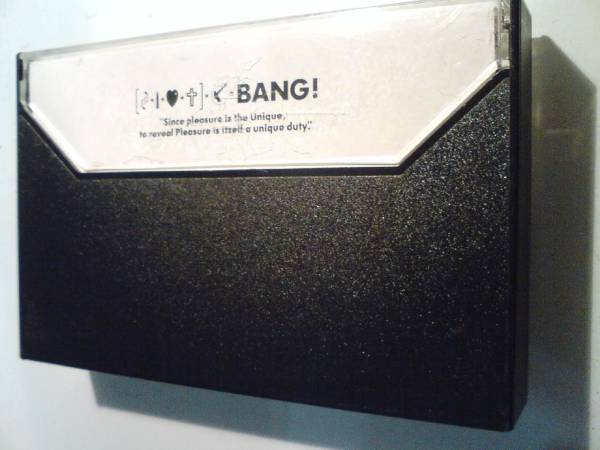 [∂·I·♥·✝]·↙·BANG!
"Since pleasure is the Unique,
to reveal Pleasure is itself a unique duty".